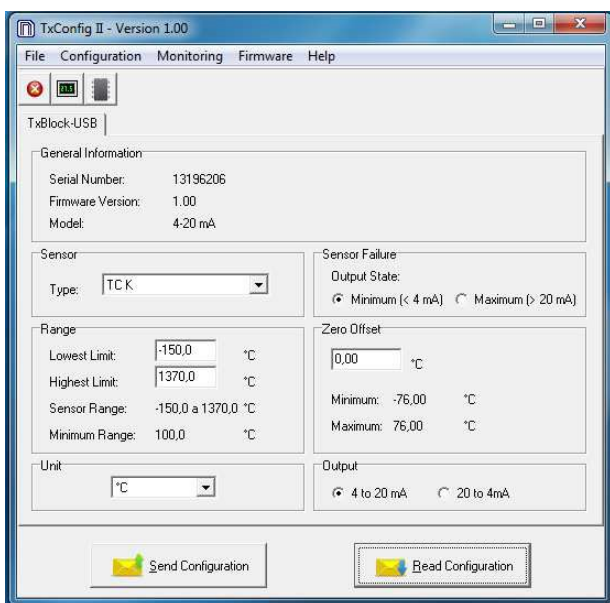 TxConfig II - Version 1.00
File Configuration Monitoring Firmware Help
21.5
TxBlock-USB
General Information
Serial Number: 13196206
Firmware Version: 1.00
Model: 4-20 mA
Sensor
Type: TC K
Sensor Failure
Output State:
Minimum (< 4 mA) Maximum (> 20 mA)
Range
Lowest Limit: -150,0 °C
Highest Limit: 1370,0 °C
Sensor Range: -150,0 a 1370,0 °C
Minimum Range: 100,0 °C
Zero Offset
0,00 °C
Minimum: -76,00 °C
Maximum: 76,00 °C
Unit
°C
Output
4 to 20 mA 20 to 4mA
Send Configuration
Read Configuration